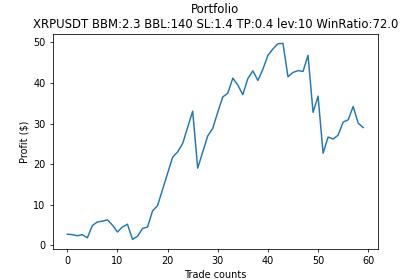 Portfolio
XRPUSDT BBM:2.3 BBL:140 SL:1.4 TP:0.4 lev:10 WinRatio:72.0
50
40
30
20
10
0
Profit ($)
0 10 20 30 40 50 60
Trade counts